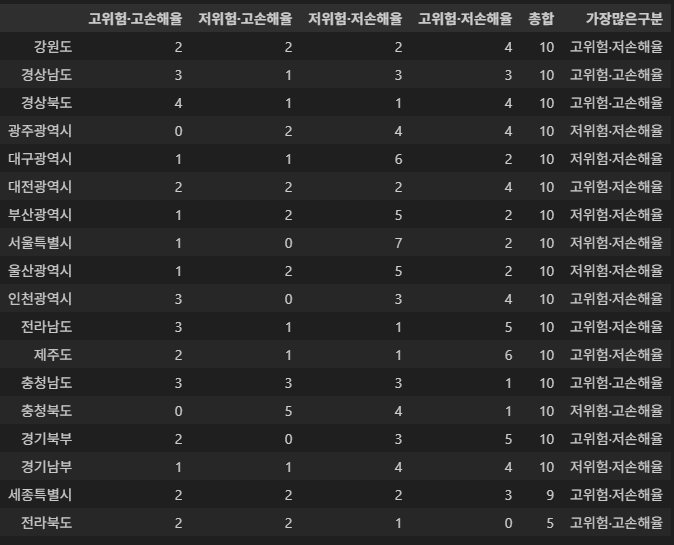 고위험·고손해율 저위험·고손해율 저위험·저손해율 고위험·저손해율 총합 가장많은구분
강원도 2 2 2 4 10 고위험·저손해율
경상남도 3 1 3 3 10 고위험·고손해율
경상북도 4 1 1 4 10 고위험·고손해율
광주광역시 0 2 4 4 10 저위험·저손해율
대구광역시 1 1 6 2 10 저위험·저손해율
대전광역시 2 2 2 4 10 고위험·저손해율
부산광역시 1 2 5 2 10 저위험·저손해율
서울특별시 1 0 7 2 10 저위험·저손해율
울산광역시 1 2 5 2 10 저위험·저손해율
인천광역시 3 0 3 4 10 고위험·저손해율
전라남도 3 1 1 5 10 고위험·저손해율
제주도 2 1 1 6 10 고위험·저손해율
충청남도 3 3 3 1 10 고위험·고손해율
충청북도 0 5 4 1 10 저위험·고손해율
경기북부 2 0 3 5 10 고위험·저손해율
경기남부 1 1 4 4 10 저위험·저손해율
세종특별시 2 2 2 3 9 고위험·저손해율
전라북도 2 2 1 0 5 고위험·고손해율